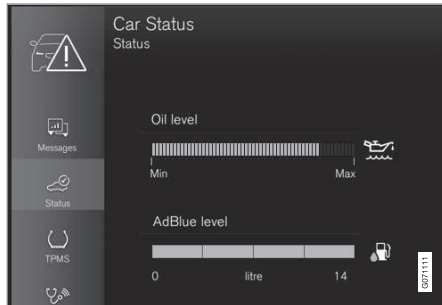 Car Status
Status
Messages
Status
TPMS
Oil level
Min Max
AdBlue level
0 litre 14
G071111